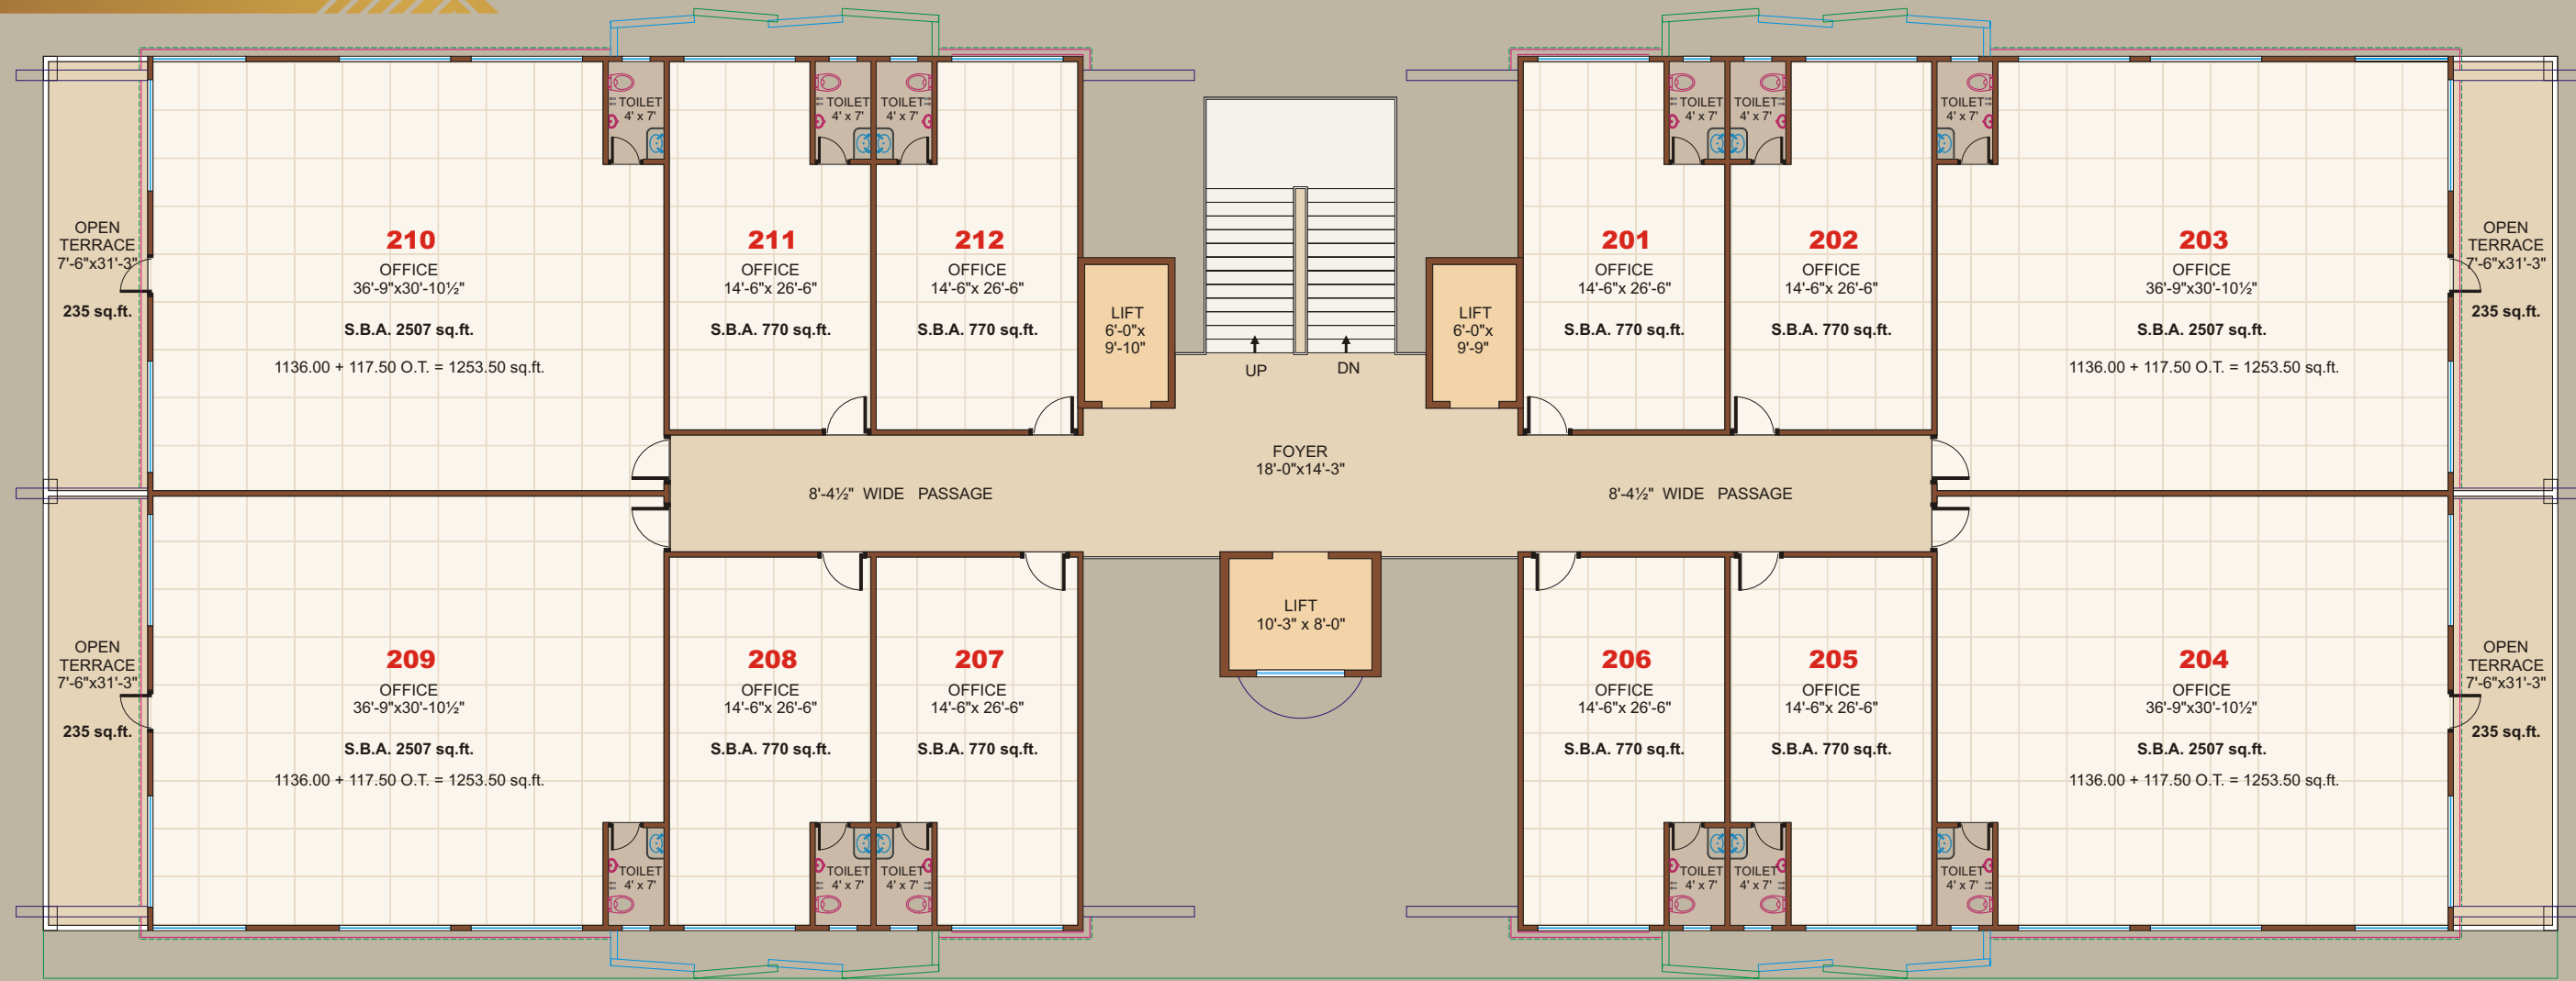 TOILET
4' x 7'
TOILET
4' x 7'
TOILET
4' x 7'
TOILET
4' x 7'
TOILET
4' x 7'
TOILET
4' x 7'
OPEN
TERRACE
7'-6"x31'-3"
235 sq.ft.
210
OFFICE
36'-9"x30'-10½"
S.B.A. 2507 sq.ft.
1136.00 + 117.50 O.T. = 1253.50 sq.ft.
211
OFFICE
14'-6"x 26'-6"
S.B.A. 770 sq.ft.
212
OFFICE
14'-6"x 26'-6"
S.B.A. 770 sq.ft.
LIFT
6'-0"x
9'-10"
UP
DN
LIFT
6'-0"x
9'-9"
201
OFFICE
14'-6"x 26'-6"
S.B.A. 770 sq.ft.
202
OFFICE
14'-6"x 26'-6"
S.B.A. 770 sq.ft.
203
OFFICE
36'-9"x30'-10½"
S.B.A. 2507 sq.ft.
1136.00 + 117.50 O.T. = 1253.50 sq.ft.
OPEN
TERRACE
7'-6"x31'-3"
235 sq.ft.
FOYER
18'-0"x14'-3"
8'-4½" WIDE PASSAGE
8'-4½" WIDE PASSAGE
OPEN
TERRACE
7'-6"x31'-3"
235 sq.ft.
209
OFFICE
36'-9"x30'-10½"
S.B.A. 2507 sq.ft.
1136.00 + 117.50 O.T. = 1253.50 sq.ft.
208
OFFICE
14'-6"x 26'-6"
S.B.A. 770 sq.ft.
207
OFFICE
14'-6"x 26'-6"
S.B.A. 770 sq.ft.
LIFT
10'-3" x 8'-0"
206
OFFICE
14'-6"x 26'-6"
S.B.A. 770 sq.ft.
205
OFFICE
14'-6"x 26'-6"
S.B.A. 770 sq.ft.
204
OFFICE
36'-9"x30'-10½"
S.B.A. 2507 sq.ft.
1136.00 + 117.50 O.T. = 1253.50 sq.ft.
OPEN
TERRACE
7'-6"x31'-3"
235 sq.ft.
TOILET
4' x 7'
TOILET
4' x 7'
TOILET
4' x 7'
TOILET
4' x 7'
TOILET
4' x 7'
TOILET
4' x 7'